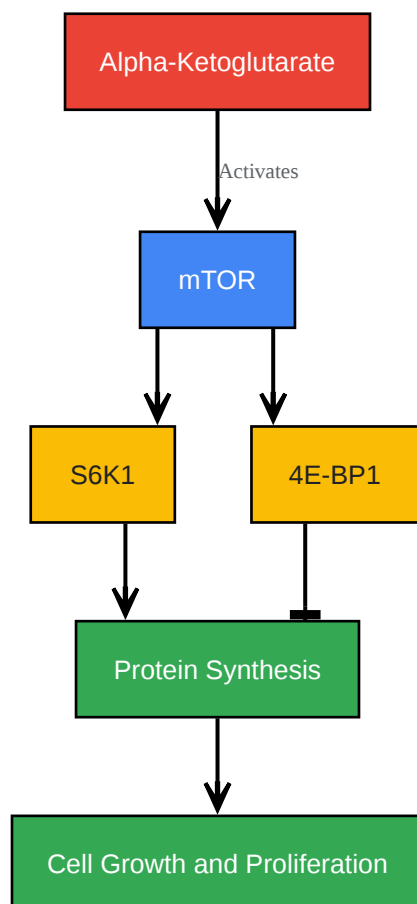 Alpha-Ketoglutarate
Activates
mTOR
S6K1
4E-BP1
Protein Synthesis
Cell Growth and Proliferation